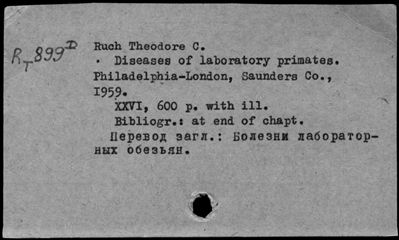 R T 899 D
Ruch Theodore C.
Diseases of laboratory primates.
Philadelphia-London, Saunders Co.,
1959.
XXVI, 600 p. with ill.
Bibliogr.: at end of chapt.
Перевод загл.: Болезни лаборатор-
ных обезьян.